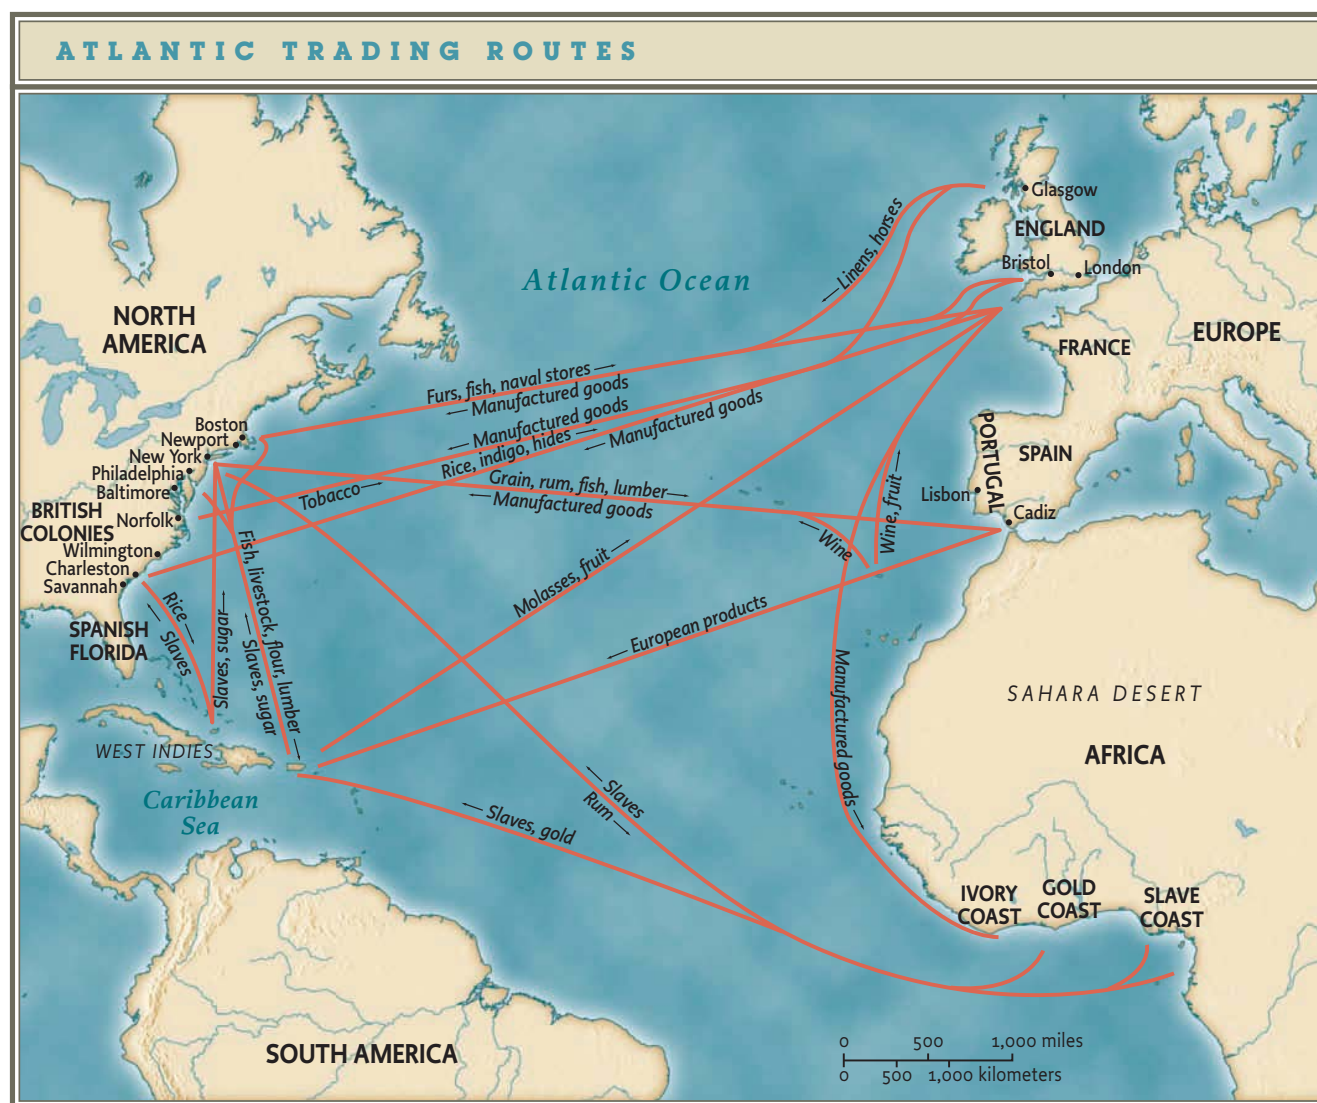 ATLANTIC TRADING ROUTES
Glasgow
ENGLAND
Linens, horses
Bristol
London
Atlantic Ocean
NORTH
AMERICA
EUROPE
FRANCE
Furs, fish, naval stores
Manufactured goods
Manufactured goods
Rice, indigo, hides
Manufactured goods
Boston
Newport
New York
Philadelphia
Baltimore
BRITISH
COLONIES
Norfolk
Wilmington
Charleston
Savannah
Tobacco
Grain, rum, fish, lumber
Manufactured goods
PORTUGAL
SPAIN
Lisbon
Cadiz
Wine, fruit
Wine
Fish, livestock, flour, lumber
Slaves, sugar
Slaves, sugar
Rice
Slaves
SPANISH
FLORIDA
Molasses, fruit
European products
Manufactured goods
SAHARA DESERT
AFRICA
WEST INDIES
Caribbean
Sea
Slaves
Rum
Slaves, gold
IVORY
COAST
GOLD
COAST
SLAVE
COAST
SOUTH AMERICA
0 500 1,000 miles
0 500 1,000 kilometers